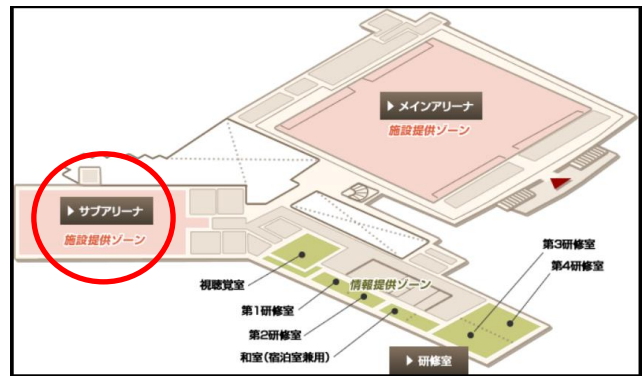 ▶ メインアリーナ
施設提供ゾーン
▶ サブアリーナ
施設提供ゾーン
第3研修室
第4研修室
視聴覚室
情報提供ゾーン
第1研修室
第2研修室
和室(宿泊室兼用)
▶ 研修室